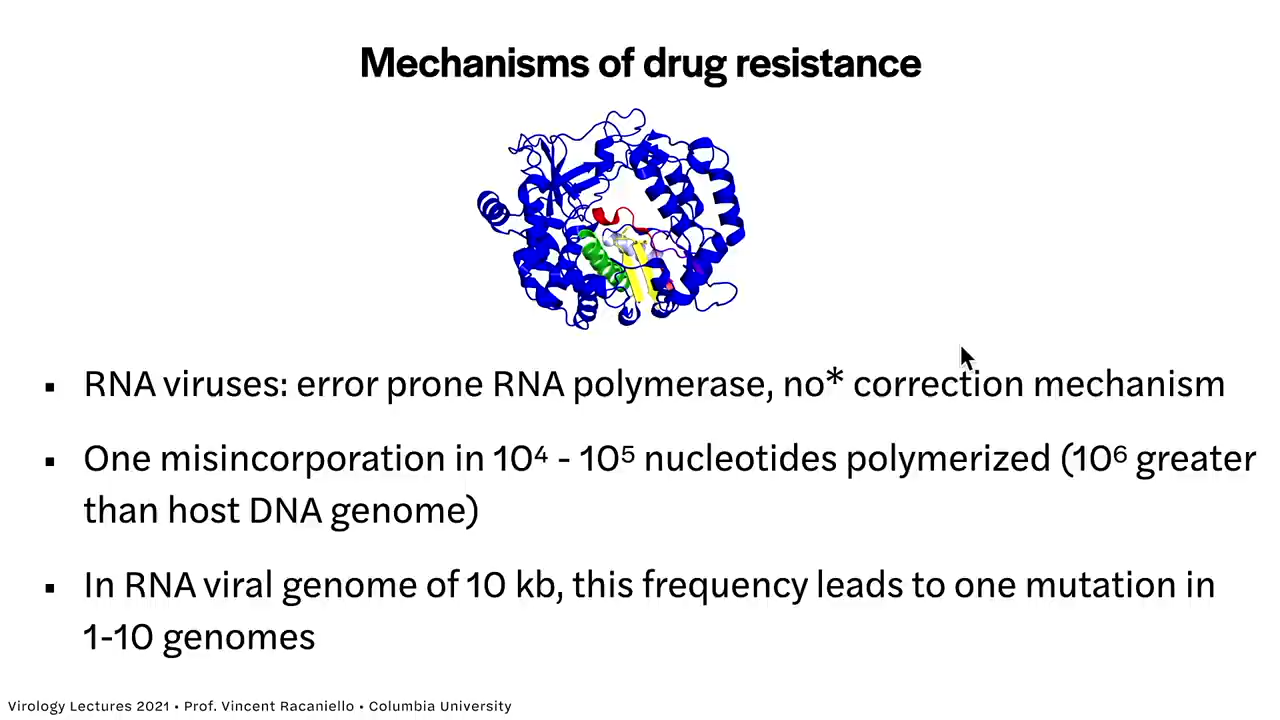 Mechanisms of drug resistance
▪ RNA viruses: error prone RNA polymerase, no* correction mechanism
▪ One misincorporation in 10⁴ - 10⁵ nucleotides polymerized (10⁶ greater
than host DNA genome)
▪ In RNA viral genome of 10 kb, this frequency leads to one mutation in
1-10 genomes
Virology Lectures 2021 • Prof. Vincent Racaniello • Columbia University